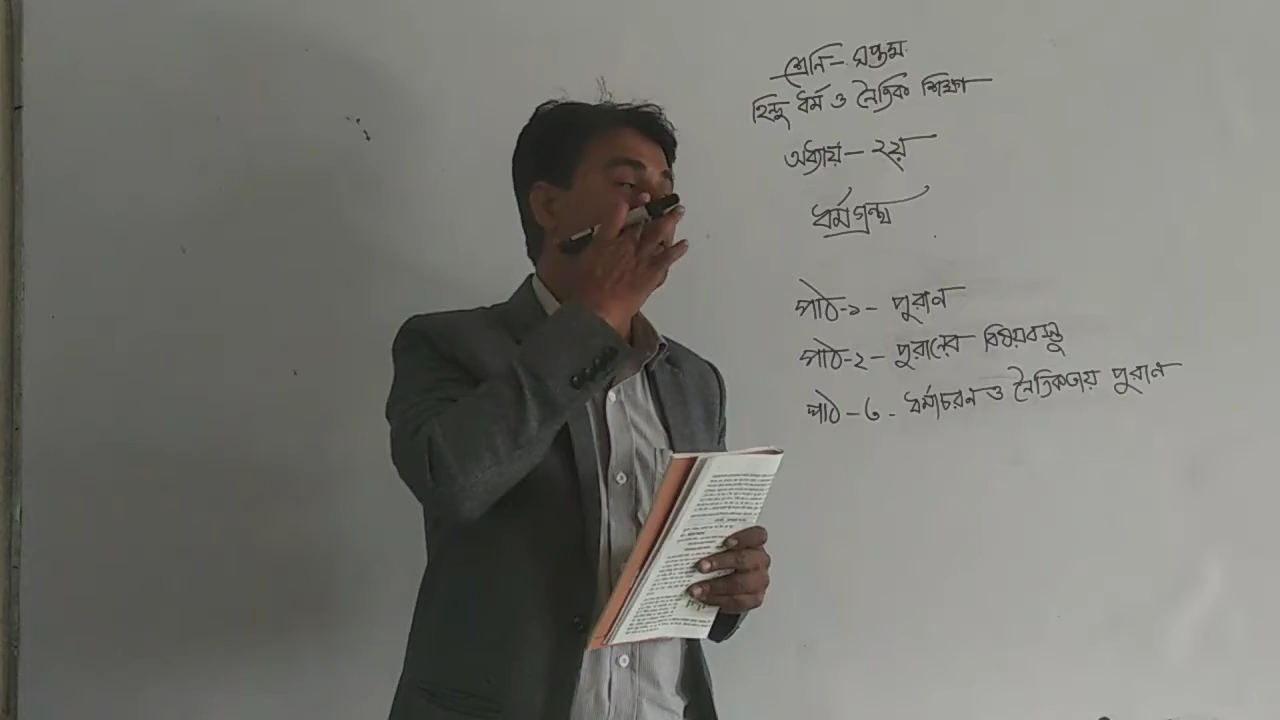 শ্রেনি - সপ্তম
হিন্দু ধর্ম ও নৈতিক শিক্ষা
অধ্যায় - ২য়
ধর্মগ্রন্থ
পাঠ-১- পুরান
পাঠ-২- পুরানের বিষয়বস্তু
পাঠ-৩- ধর্মাচরন ও নৈতিকতায় পুরান